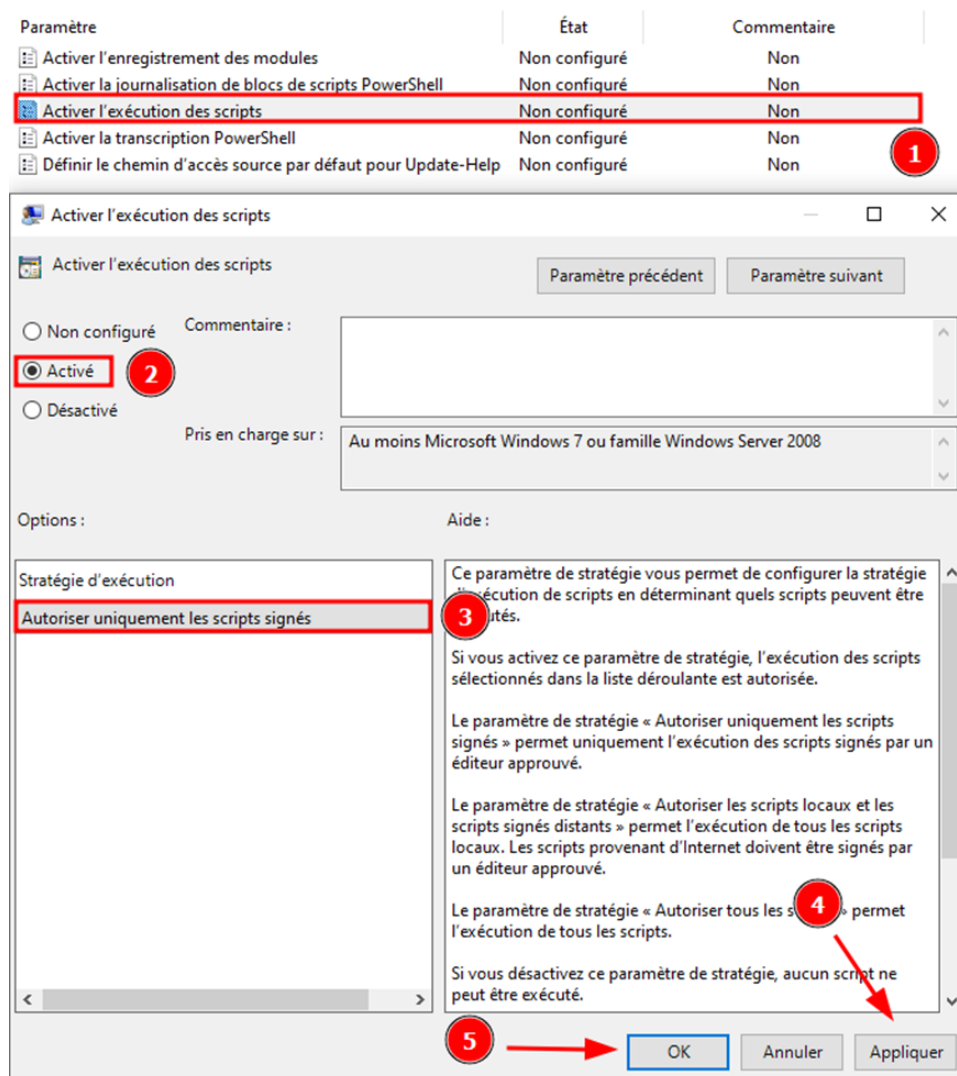 Paramètre État Commentaire
Activer l'enregistrement des modules Non configuré Non
Activer la journalisation de blocs de scripts PowerShell Non configuré Non
Activer l'exécution des scripts Non configuré Non
Activer la transcription PowerShell Non configuré Non
Définir le chemin d'accès source par défaut pour Update-Help Non configuré Non
1
Activer l'exécution des scripts
Activer l'exécution des scripts
Paramètre précédent Paramètre suivant
Non configuré Commentaire :
Activé 2
Désactivé
Pris en charge sur : Au moins Microsoft Windows 7 ou famille Windows Server 2008
Options : Aide :
Stratégie d'exécution
Autoriser uniquement les scripts signés
3
Ce paramètre de stratégie vous permet de configurer la stratégie
d'exécution de scripts en déterminant quels scripts peuvent être
utés.
Si vous activez ce paramètre de stratégie, l'exécution des scripts
sélectionnés dans la liste déroulante est autorisée.
Le paramètre de stratégie « Autoriser uniquement les scripts
signés » permet uniquement l'exécution des scripts signés par un
éditeur approuvé.
Le paramètre de stratégie « Autoriser les scripts locaux et les
scripts signés distants » permet l'exécution de tous les scripts
locaux. Les scripts provenant d'Internet doivent être signés par
un éditeur approuvé.
4
Le paramètre de stratégie « Autoriser tous les » permet
l'exécution de tous les scripts.
Si vous désactivez ce paramètre de stratégie, aucun script ne
peut être exécuté.
5
OK Annuler Appliquer